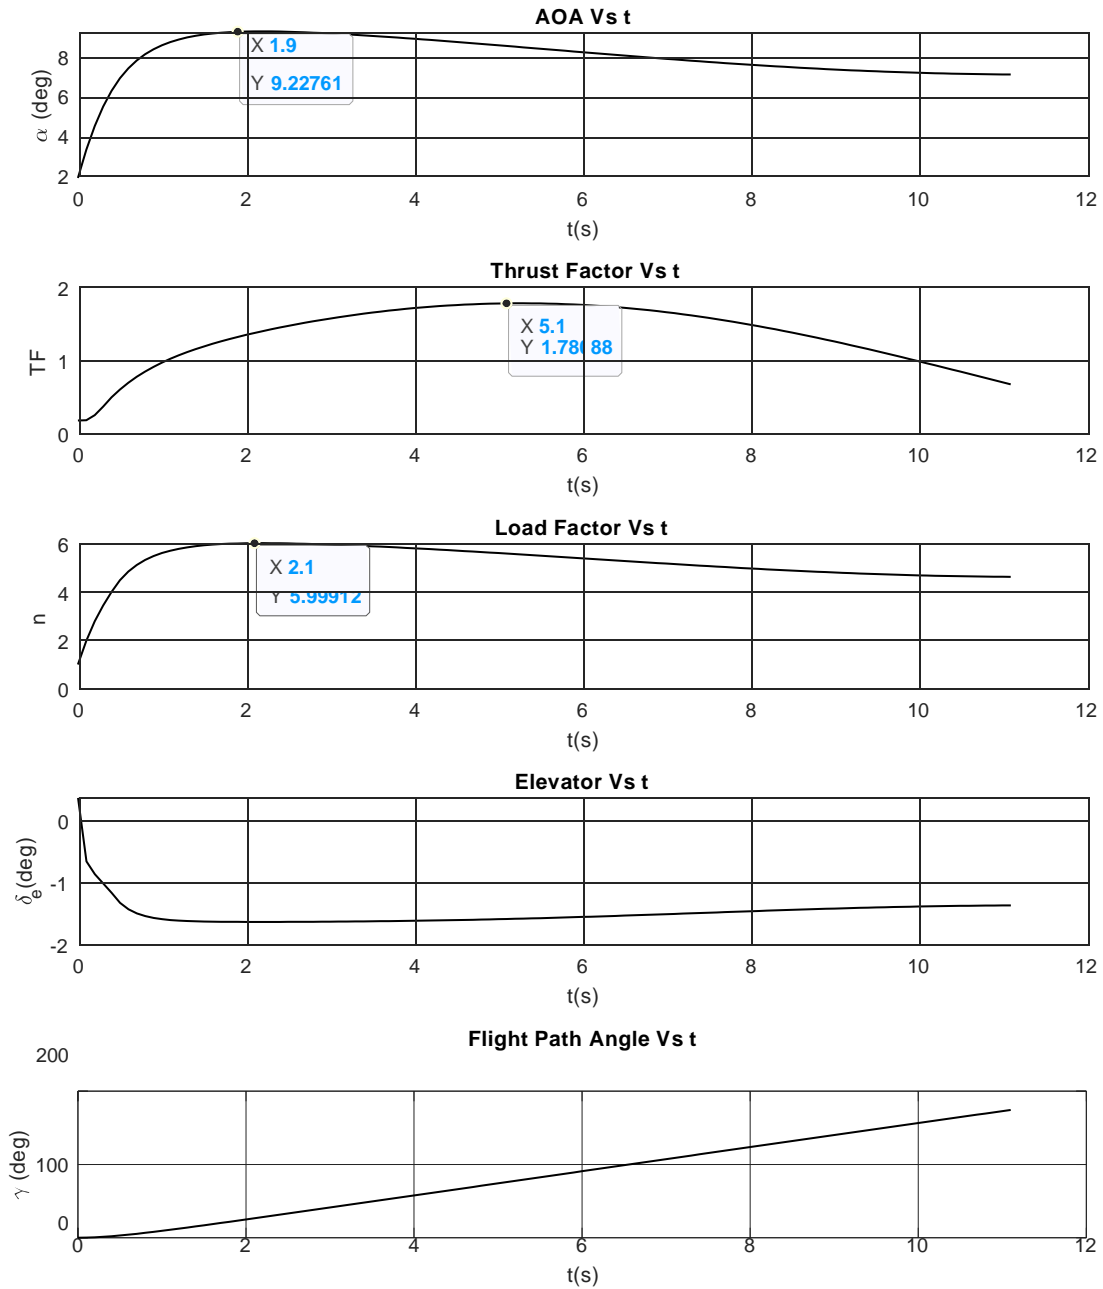 AOA Vs t
X 1.9
Y 9.22761
α (deg)
8
6
4
2
0 2 4 6 8 10 12
t(s)
Thrust Factor Vs t
X 5.1
Y
TF
2
1
0
0 2 4 6 8 10 12
t(s)
Load Factor Vs t
X 2.1
Y 5.99912
n
6
4
2
0
0 2 4 6 8 10 12
t(s)
Elevator Vs t
δe(deg)
0
-1
-2
0 2 4 6 8 10 12
t(s)
Flight Path Angle Vs t
γ (deg)
200
100
0
0 2 4 6 8 10 12
t(s)